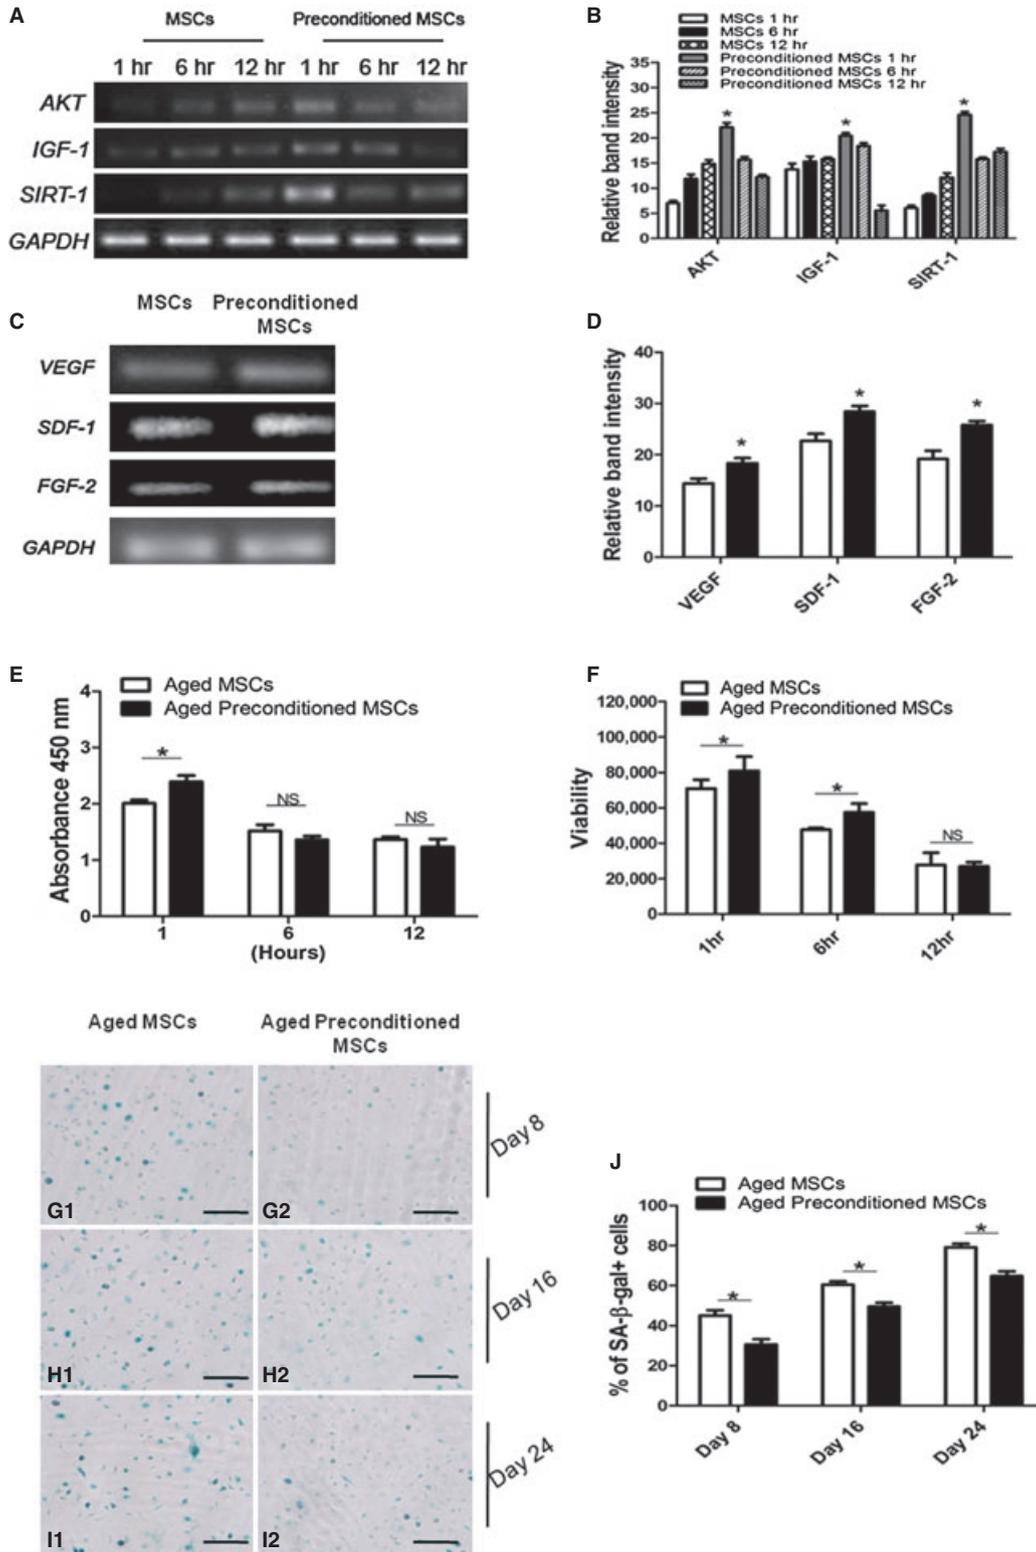 A
MSCs Preconditioned MSCs
1 hr 6 hr 12 hr 1 hr 6 hr 12 hr
AKT
IGF-1
SIRT-1
GAPDH
B
MSCs 1 hr
MSCs 6 hr
MSCs 12 hr
Preconditioned MSCs 1 hr
Preconditioned MSCs 6 hr
Preconditioned MSCs 12 hr
Relative band intensity
35
30
25
20
15
10
5
0
* * *
AKT IGF-1 SIRT-1
C
MSCs Preconditioned
MSCs
VEGF
SDF-1
FGF-2
GAPDH
D
Relative band intensity
40
30
20
10
0
* * *
VEGF SDF-1 FGF-2
E
Aged MSCs
Aged Preconditioned MSCs
Absorbance 450 nm
4
3
2
1
0
* NS NS
1 6 12
(Hours)
F
Aged MSCs
Aged Preconditioned MSCs
Viability
120,000
100,000
80,000
60,000
40,000
20,000
0
* * NS
1hr 6hr 12hr
Aged MSCs Aged Preconditioned
MSCs
G1 G2 Day 8
H1 H2 Day 16
I1 I2 Day 24
J
Aged MSCs
Aged Preconditioned MSCs
% of SA-β-gal+ cells
100
80
60
40
20
0
* * *
Day 8 Day 16 Day 24